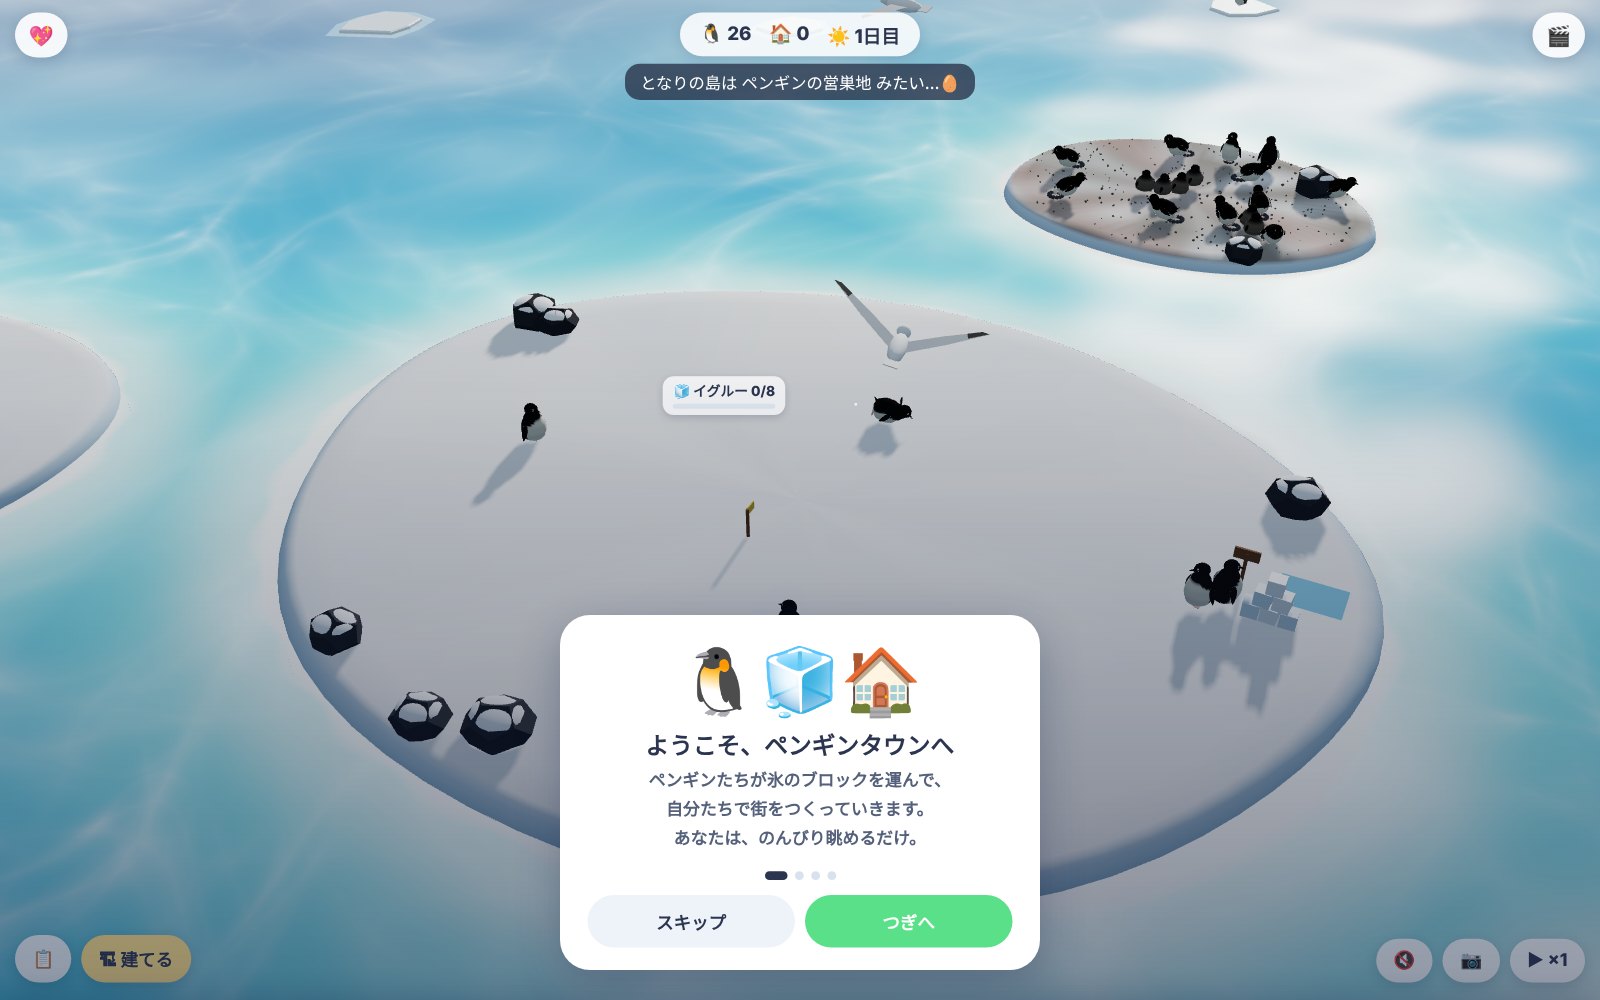 26 0 1日目
となりの島は ペンギンの営巣地 みたい…
イグルー 0/8
ようこそ、ペンギンタウンへ
ペンギンたちが氷のブロックを運んで、
自分たちで街をつくっていきます。
あなたは、のんびり眺めるだけ。
スキップ
つぎへ
建てる
×1